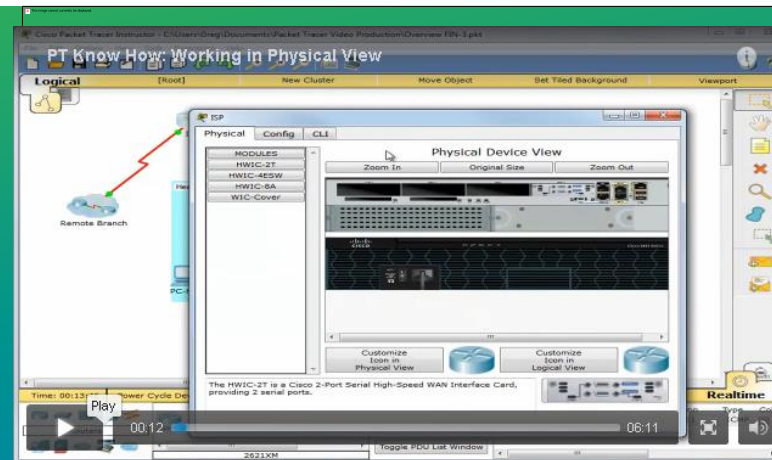 Cisco Packet Tracer Instructor - C:\Users\Greg\Documents\Packet Tracer Video Production\Overview FIN-3.pkt
PT Know How: Working in Physical View
Logical
[Root]
New Cluster
Move Object
Set Tiled Background
Viewport
ISP
Physical
Config
CLI
MODULES
HWIC-2T
HWIC-4ESW
HWIC-8A
WIC-Cover
Physical Device View
Zoom In
Original Size
Zoom Out
Remote Branch
CISCO
Customize
Icon in
Physical View
Customize
Icon in
Logical View
The HWIC-2T is a Cisco 2-Port Serial High-Speed WAN Interface Card,
providing 2 serial ports.
Power Cycle
Realtime
Play
00:12
06:11
Toggle PDU List Window
2621XM